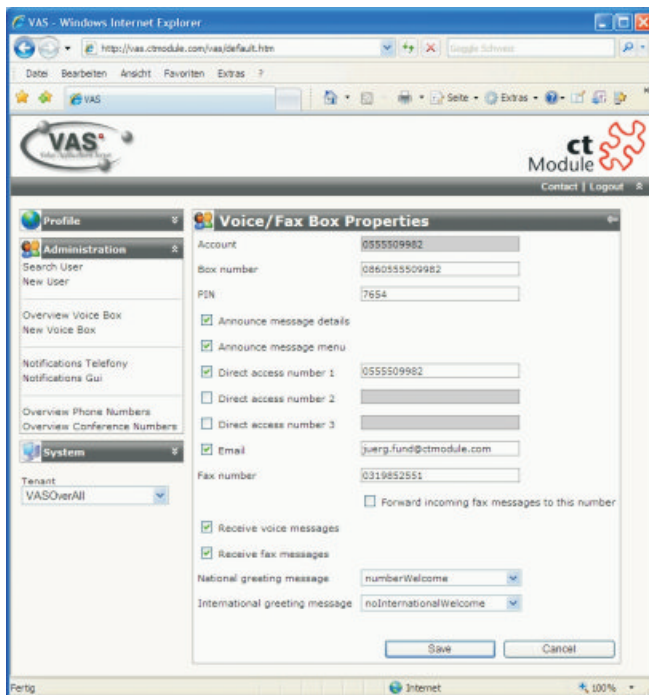 VAS - Windows Internet Explorer
http://vas.ctmodule.com/vas/default.htm
Google Schweiz
Datei Bearbeiten Ansicht Favoriten Extras ?
VAS
Seite Extras
VAS
ct
Module
Contact | Logout
Profile
Administration
Search User
New User
Overview Voice Box
New Voice Box
Notifications Telefony
Notifications Gui
Overview Phone Numbers
Overview Conference Numbers
System
Tenant
VASOverAll
Voice/Fax Box Properties
Account 0555509982
Box number 0860555509982
PIN 7654
Announce message details
Announce message menu
Direct access number 1 0555509982
Direct access number 2
Direct access number 3
Email juerg.fund@ctmodule.com
Fax number 0319852551
Forward incoming fax messages to this number
Receive voice messages
Receive fax messages
National greeting message numberWelcome
International greeting message noInternationalWelcome
Save Cancel
Fertig Internet 100%